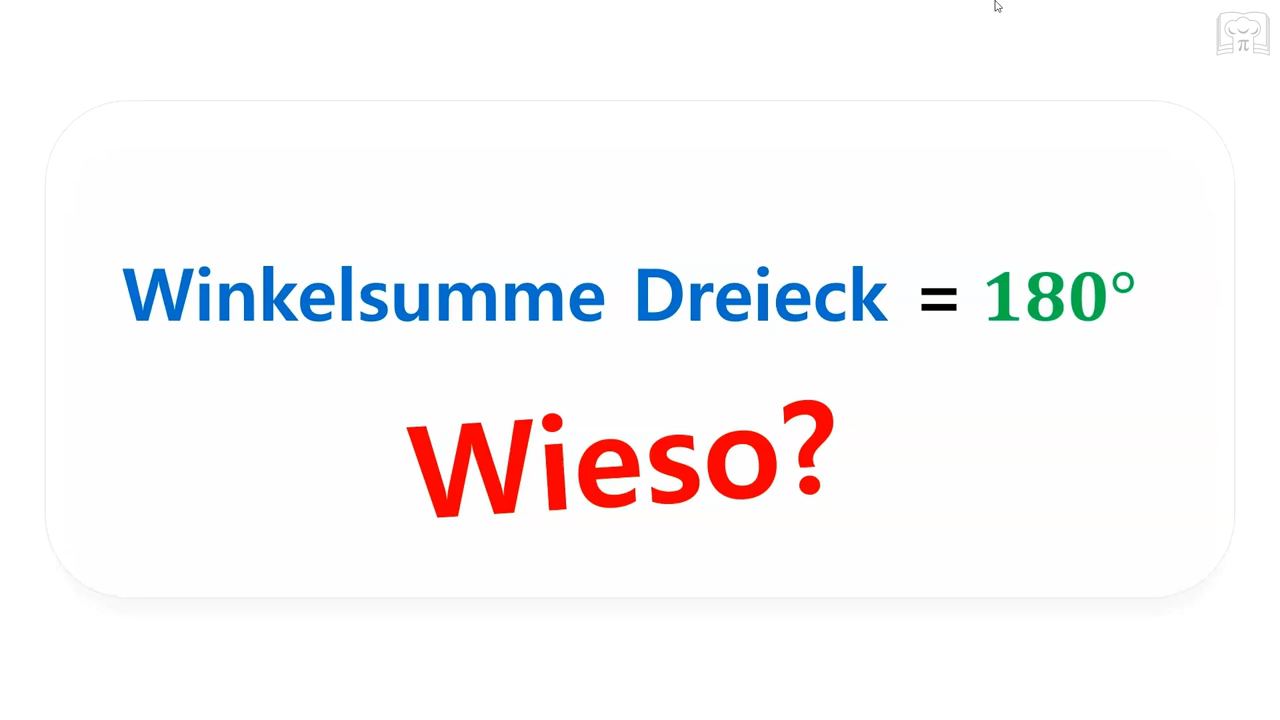 π
Winkelsumme Dreieck = 180°
Wieso?